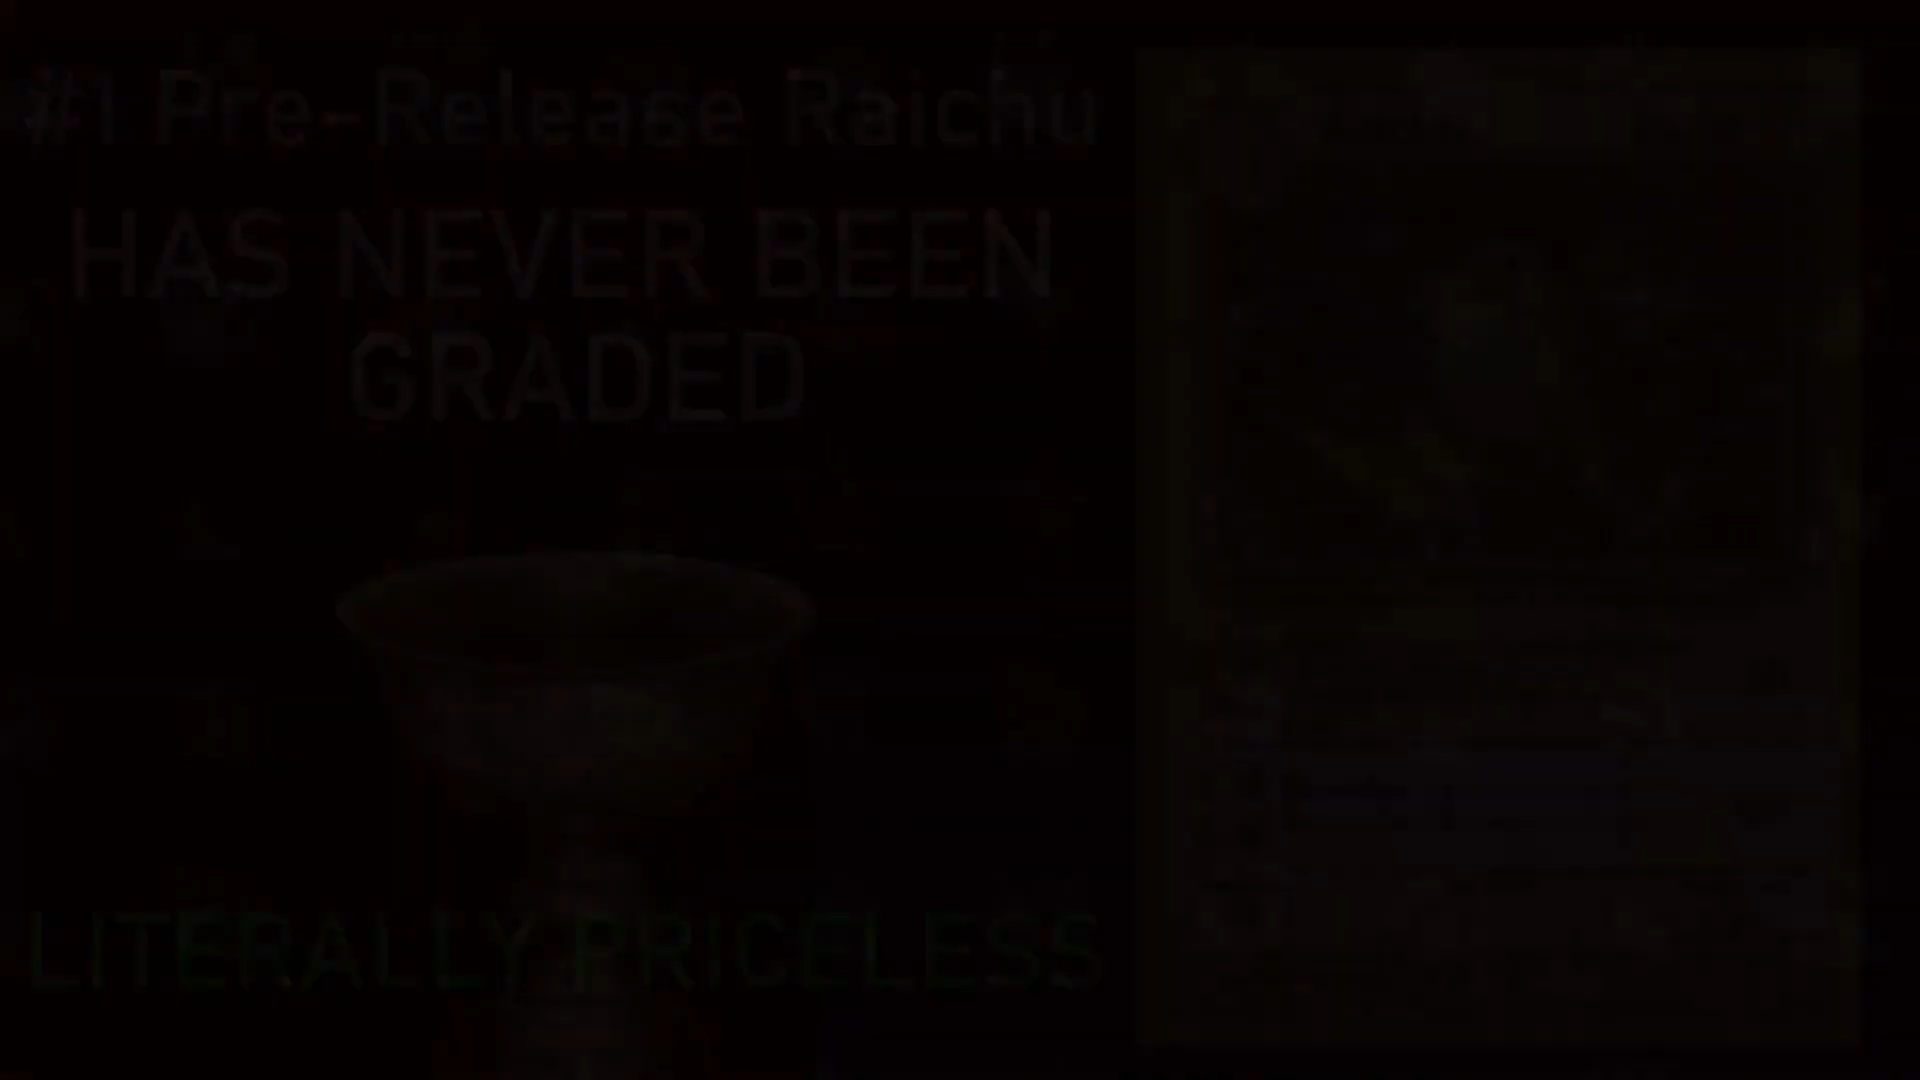 #1 Pre-Release Raichu
HAS NEVER BEEN
GRADED
LITERALLY PRICELESS